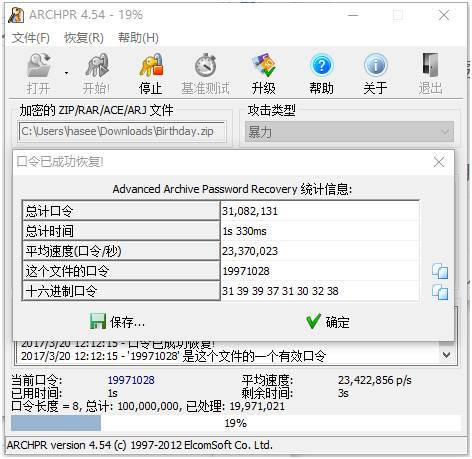 ARCHPR 4.54 - 19%
文件(F) 恢复(R) 帮助(H)
打开 开始! 停止 基准测试 升级 帮助 关于 退出
加密的 ZIP/RAR/ACE/ARJ 文件 攻击类型
C:\Users\hasee\Downloads\Birthday.zip 暴力
口令已成功恢复!
Advanced Archive Password Recovery 统计信息:
总计口令 31,082,131
总计时间 1s 330ms
平均速度(口令/秒) 23,370,023
这个文件的口令 19971028
十六进制口令 31 39 39 37 31 30 32 38
保存... 确定
2017/3/20 12:12:15 - 口令已成功恢复!
2017/3/20 12:12:15 - '19971028' 是这个文件的一个有效口令
当前口令: 19971028 平均速度: 23,422,856 p/s
已用时间: 1s 剩余时间: 3s
口令长度 = 8, 总计: 100,000,000, 已处理: 19,971,021
19%
ARCHPR version 4.54 (c) 1997-2012 ElcomSoft Co. Ltd.